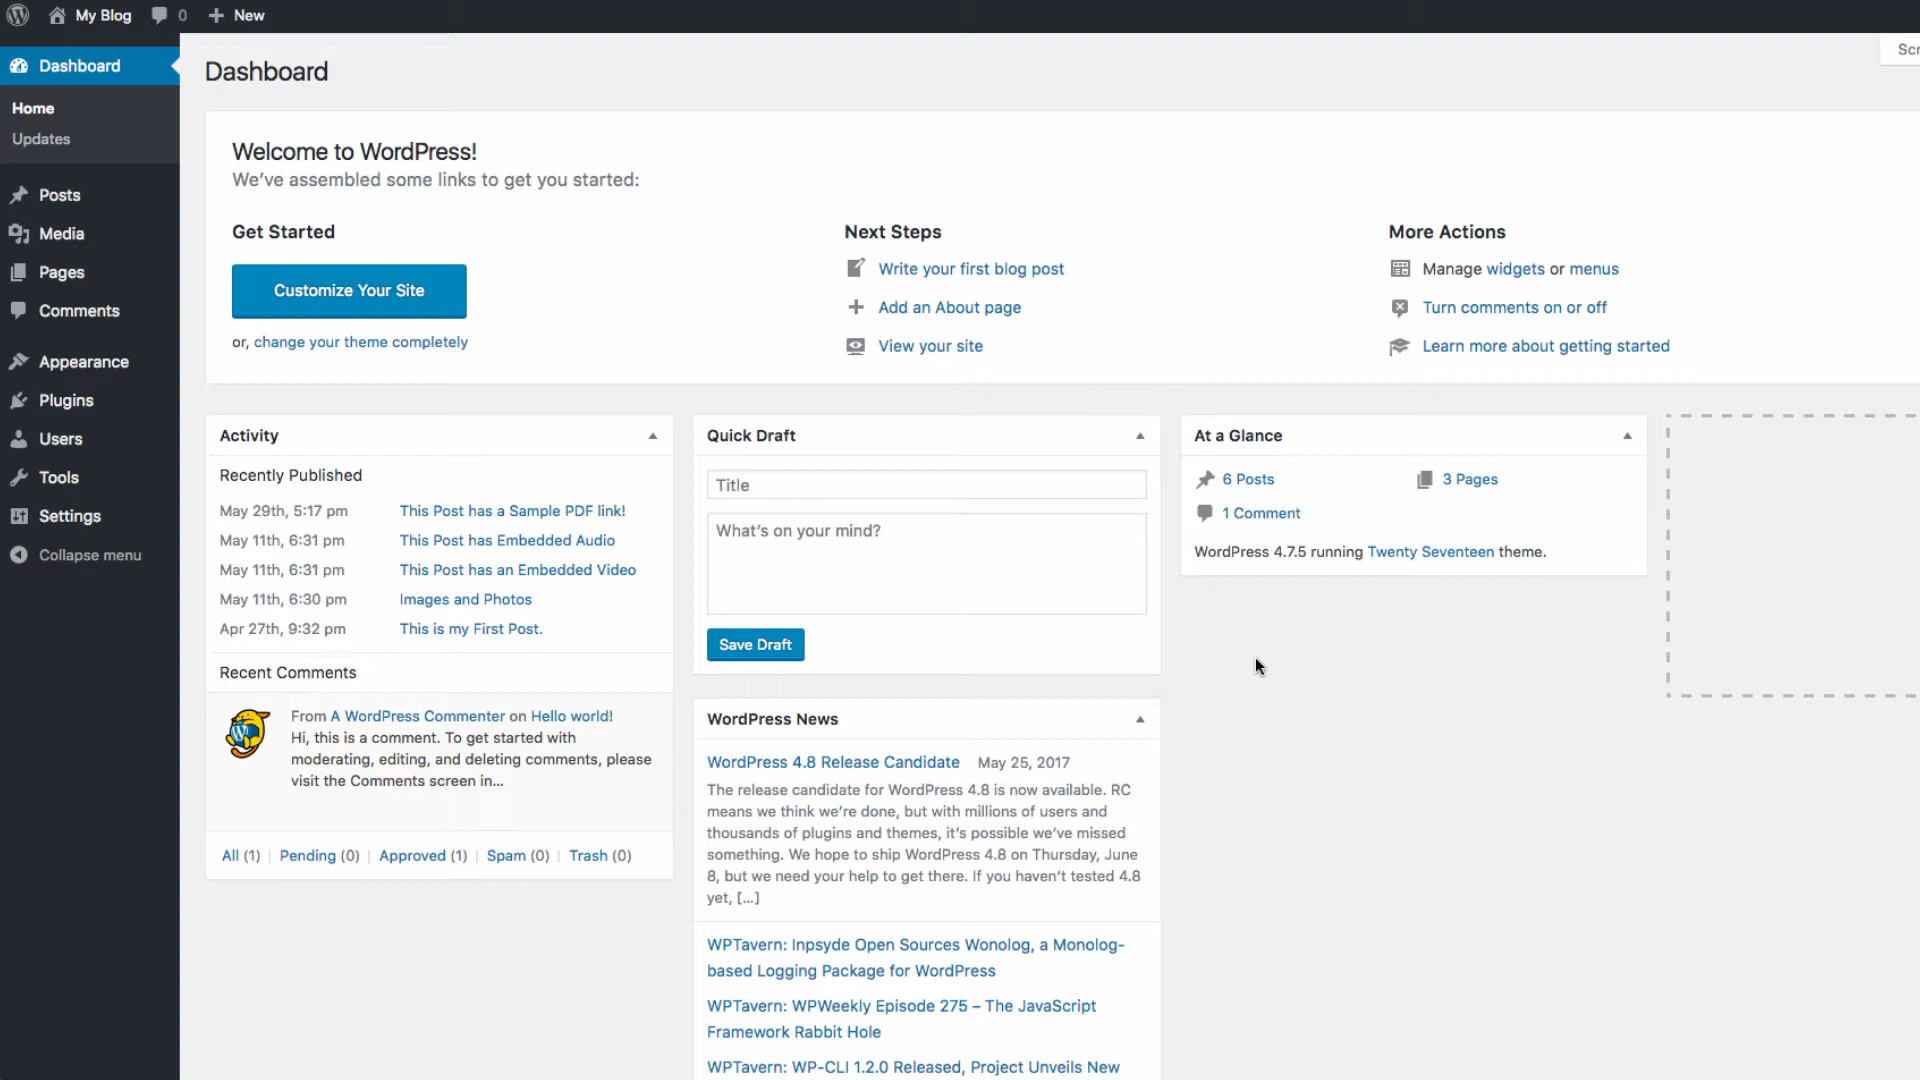 My Blog 0 New
Scr
Dashboard
Home
Updates
Posts
Media
Pages
Comments
Appearance
Plugins
Users
Tools
Settings
Collapse menu
Dashboard
Welcome to WordPress!
We’ve assembled some links to get you started:
Get Started
Customize Your Site
or, change your theme completely
Next Steps
Write your first blog post
Add an About page
View your site
More Actions
Manage widgets or menus
Turn comments on or off
Learn more about getting started
Activity
Recently Published
May 29th, 5:17 pm This Post has a Sample PDF link!
May 11th, 6:31 pm This Post has Embedded Audio
May 11th, 6:31 pm This Post has an Embedded Video
May 11th, 6:30 pm Images and Photos
Apr 27th, 9:32 pm This is my First Post.
Recent Comments
From A WordPress Commenter on Hello world!
Hi, this is a comment. To get started with
moderating, editing, and deleting comments, please
visit the Comments screen in...
All (1) | Pending (0) | Approved (1) | Spam (0) | Trash (0)
Quick Draft
Title
What’s on your mind?
Save Draft
WordPress News
WordPress 4.8 Release Candidate May 25, 2017
The release candidate for WordPress 4.8 is now available. RC
means we think we’re done, but with millions of users and
thousands of plugins and themes, it’s possible we’ve missed
something. We hope to ship WordPress 4.8 on Thursday, June
8, but we need your help to get there. If you haven’t tested 4.8
yet, [...]
WPTavern: Inpsyde Open Sources Wonolog, a Monolog-
based Logging Package for WordPress
WPTavern: WPWeekly Episode 275 – The JavaScript
Framework Rabbit Hole
WPTavern: WP-CLI 1.2.0 Released, Project Unveils New
At a Glance
6 Posts 3 Pages
1 Comment
WordPress 4.7.5 running Twenty Seventeen theme.